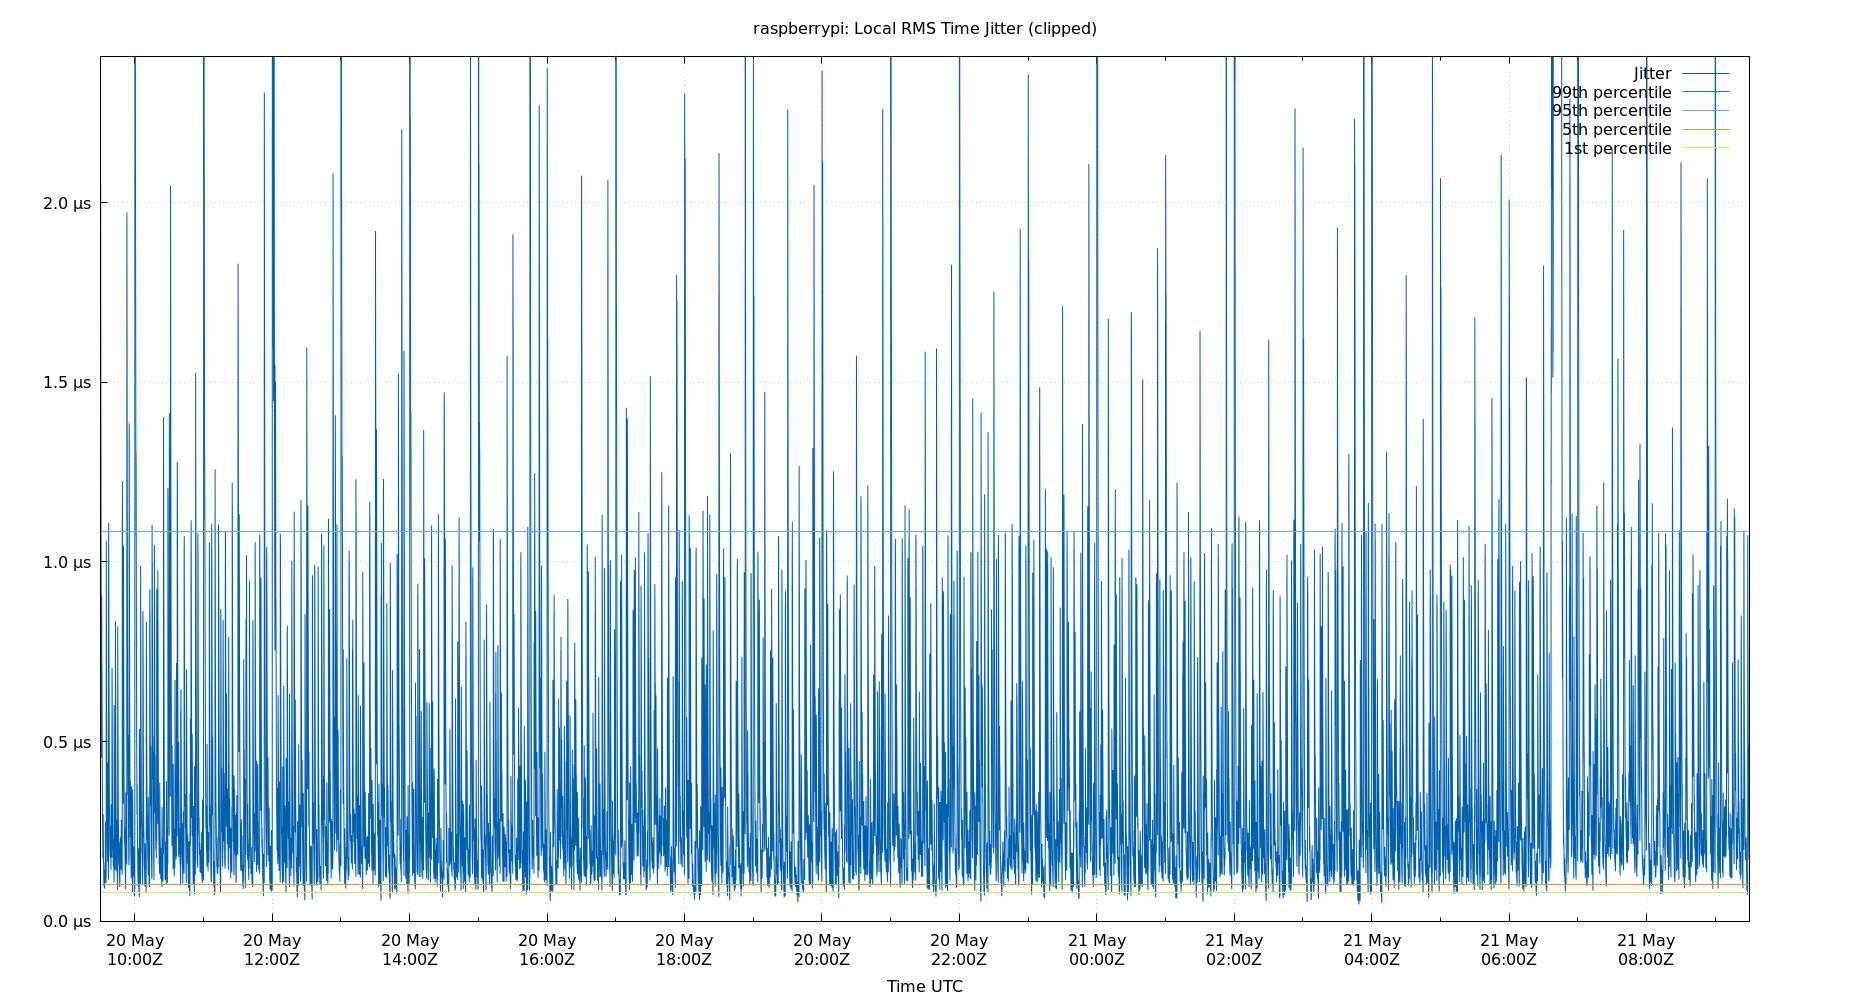 raspberrypi: Local RMS Time Jitter (clipped)
Jitter
99th percentile
95th percentile
5th percentile
1st percentile
2.0 µs
1.5 µs
1.0 µs
0.5 µs
0.0 µs
20 May 20 May 20 May 20 May 20 May 20 May 20 May 21 May 21 May 21 May 21 May 21 May
10:00Z 12:00Z 14:00Z 16:00Z 18:00Z 20:00Z 22:00Z 00:00Z 02:00Z 04:00Z 06:00Z 08:00Z
Time UTC